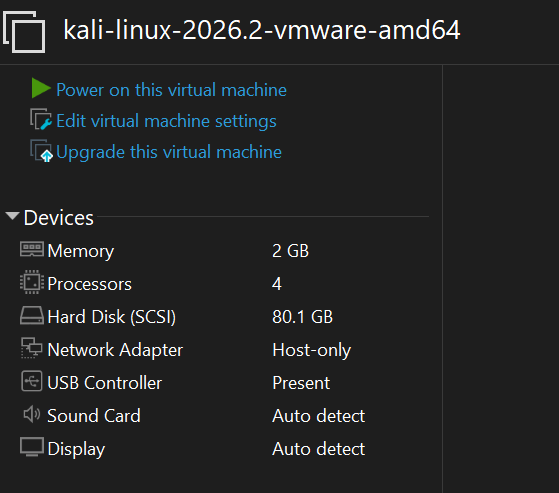 kali-linux-2026.2-vmware-amd64
Power on this virtual machine
Edit virtual machine settings
Upgrade this virtual machine
Devices
Memory 2 GB
Processors 4
Hard Disk (SCSI) 80.1 GB
Network Adapter Host-only
USB Controller Present
Sound Card Auto detect
Display Auto detect